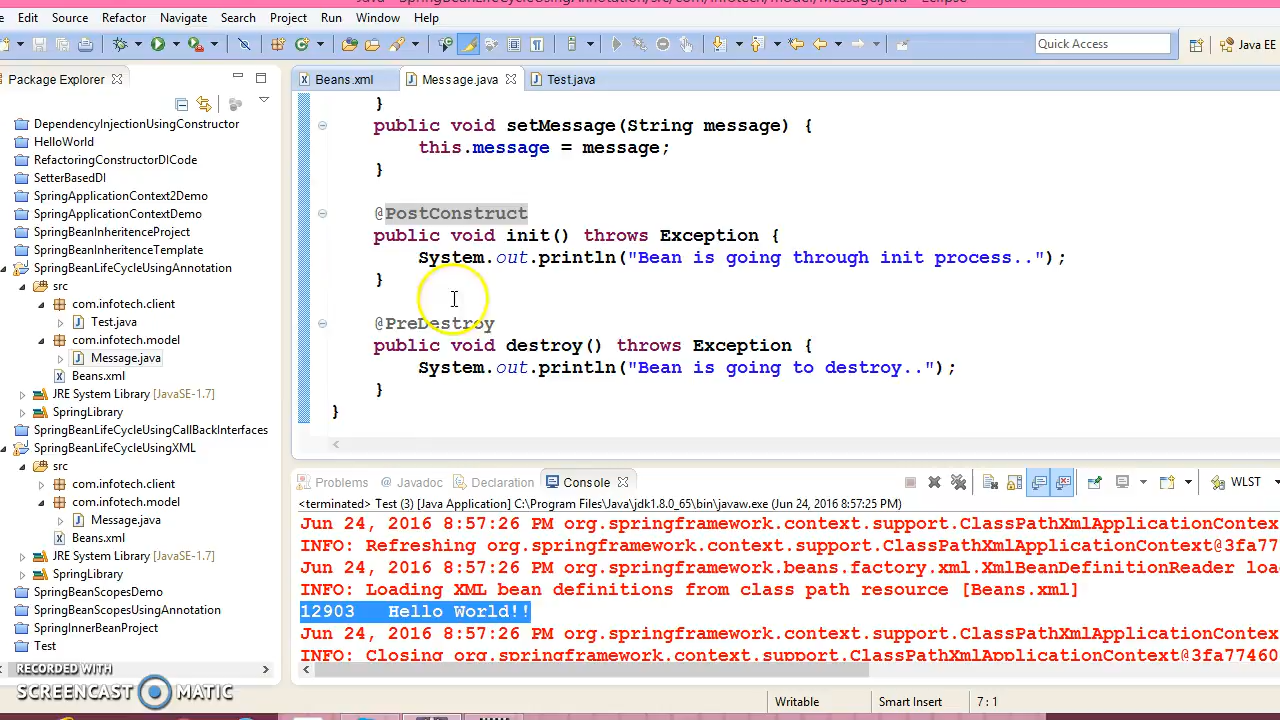 Java - SpringBeanLifeCycleUsingAnnotation/src/com/infotech/model/Message.java - Eclipse
Edit Source Refactor Navigate Search Project Run Window Help
Quick Access
Java EE
Package Explorer
Beans.xml
Message.java
Test.java
DependencyInjectionUsingConstructor
HelloWorld
RefactoringConstructorDICode
SetterBasedDI
SpringApplicationContext2Demo
SpringApplicationContextDemo
SpringBeanInheritenceProject
SpringBeanInheritenceTemplate
SpringBeanLifeCycleUsingAnnotation
src
com.infotech.client
Test.java
com.infotech.model
Message.java
Beans.xml
JRE System Library [JavaSE-1.7]
SpringLibrary
SpringBeanLifeCycleUsingCallBackInterfaces
SpringBeanLifeCycleUsingXML
src
com.infotech.client
com.infotech.model
Message.java
Beans.xml
JRE System Library [JavaSE-1.7]
SpringLibrary
SpringBeanScopesDemo
SpringBeanScopesUsingAnnotation
SpringInnerBeanProject
Test
}
public void setMessage(String message) {
this.message = message;
}
@PostConstruct
public void init() throws Exception {
System.out.println("Bean is going through init process..");
}
@PreDestroy
public void destroy() throws Exception {
System.out.println("Bean is going to destroy..");
}
}
Problems @ Javadoc Declaration Console
WLST
<terminated> Test (3) [Java Application] C:\Program Files\Java\jdk1.8.0_65\bin\javaw.exe (Jun 24, 2016 8:57:25 PM)
Jun 24, 2016 8:57:26 PM org.springframework.context.support.ClassPathXmlApplicationContex
INFO: Refreshing org.springframework.context.support.ClassPathXmlApplicationContext@3fa77
Jun 24, 2016 8:57:26 PM org.springframework.beans.factory.xml.XmlBeanDefinitionReader loa
INFO: Loading XML bean definitions from class path resource [Beans.xml]
12903 Hello World!!
Jun 24, 2016 8:57:26 PM org.springframework.context.support.ClassPathXmlApplicationContex
INFO: Closing org.springframework.context.support.ClassPathXmlApplicationContext@3fa77460
RECORDED WITH
SCREENCAST MATIC
Writable
Smart Insert
7 : 1